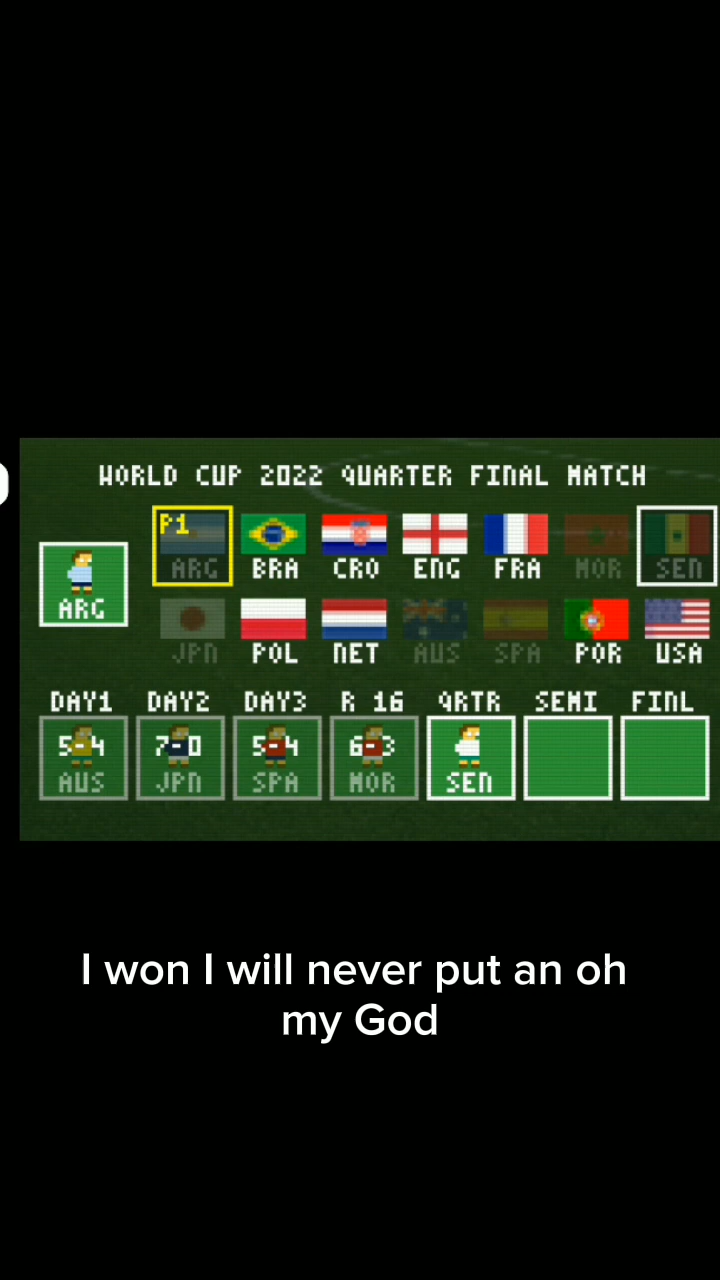 WORLD CUP 2022 QUARTER FINAL MATCH
P1
ARG BRA CRO ENG FRA MOR SEN
ARG
JPN POL NET AUS SPA POR USA
DAY1 DAY2 DAY3 R 16 QRTR SEMI FINL
5-4 7-0 5-4 6-3
AUS JPN SPA MOR SEN
I won I will never put an oh
my God